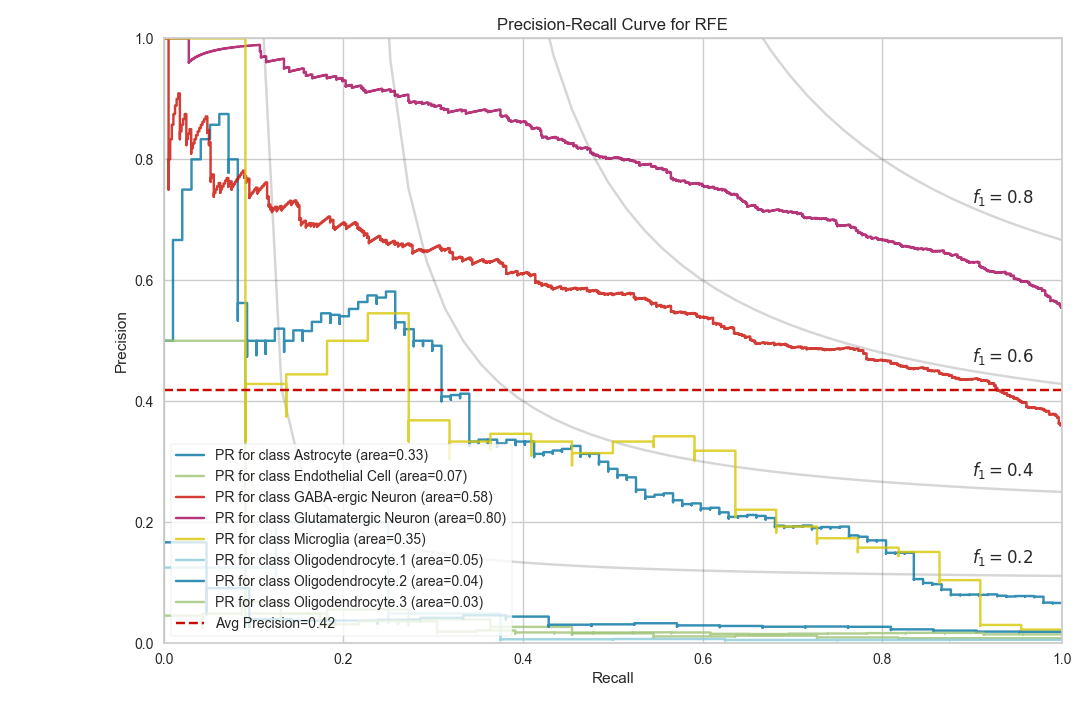 Precision-Recall Curve for RFE
1.0
0.8
0.6
0.4
0.2
0.0
Precision
f1 = 0.8
f1 = 0.6
f1 = 0.4
f1 = 0.2
PR for class Astrocyte (area=0.33)
PR for class Endothelial Cell (area=0.07)
PR for class GABA-ergic Neuron (area=0.58)
PR for class Glutamatergic Neuron (area=0.80)
PR for class Microglia (area=0.35)
PR for class Oligodendrocyte.1 (area=0.05)
PR for class Oligodendrocyte.2 (area=0.04)
PR for class Oligodendrocyte.3 (area=0.03)
Avg Precision=0.42
0.0 0.2 0.4 0.6 0.8 1.0
Recall